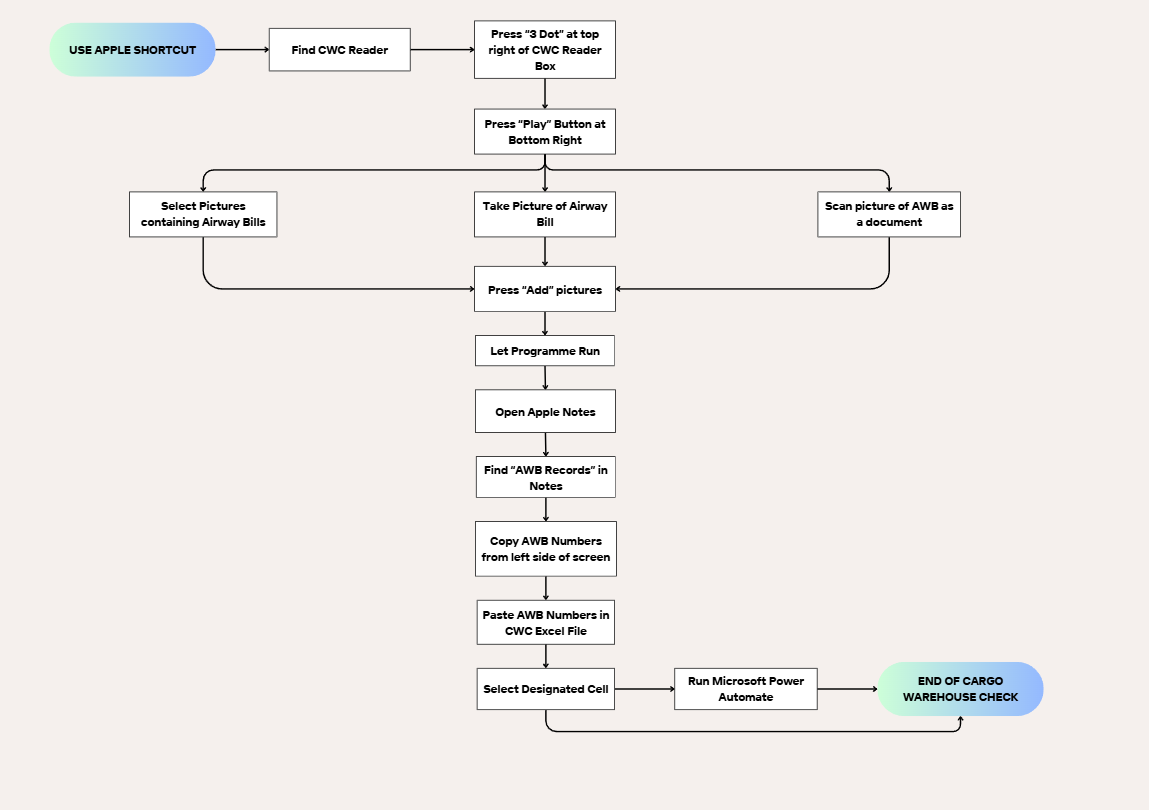 USE APPLE SHORTCUT
Find CWC Reader
Press “3 Dot” at top
right of CWC Reader
Box
Press “Play” Button at
Bottom Right
Select Pictures
containing Airway Bills
Take Picture of Airway
Bill
Scan picture of AWB as
a document
Press “Add” pictures
Let Programme Run
Open Apple Notes
Find “AWB Records” in
Notes
Copy AWB Numbers
from left side of screen
Paste AWB Numbers in
CWC Excel File
Select Designated Cell
Run Microsoft Power
Automate
END OF CARGO
WAREHOUSE CHECK